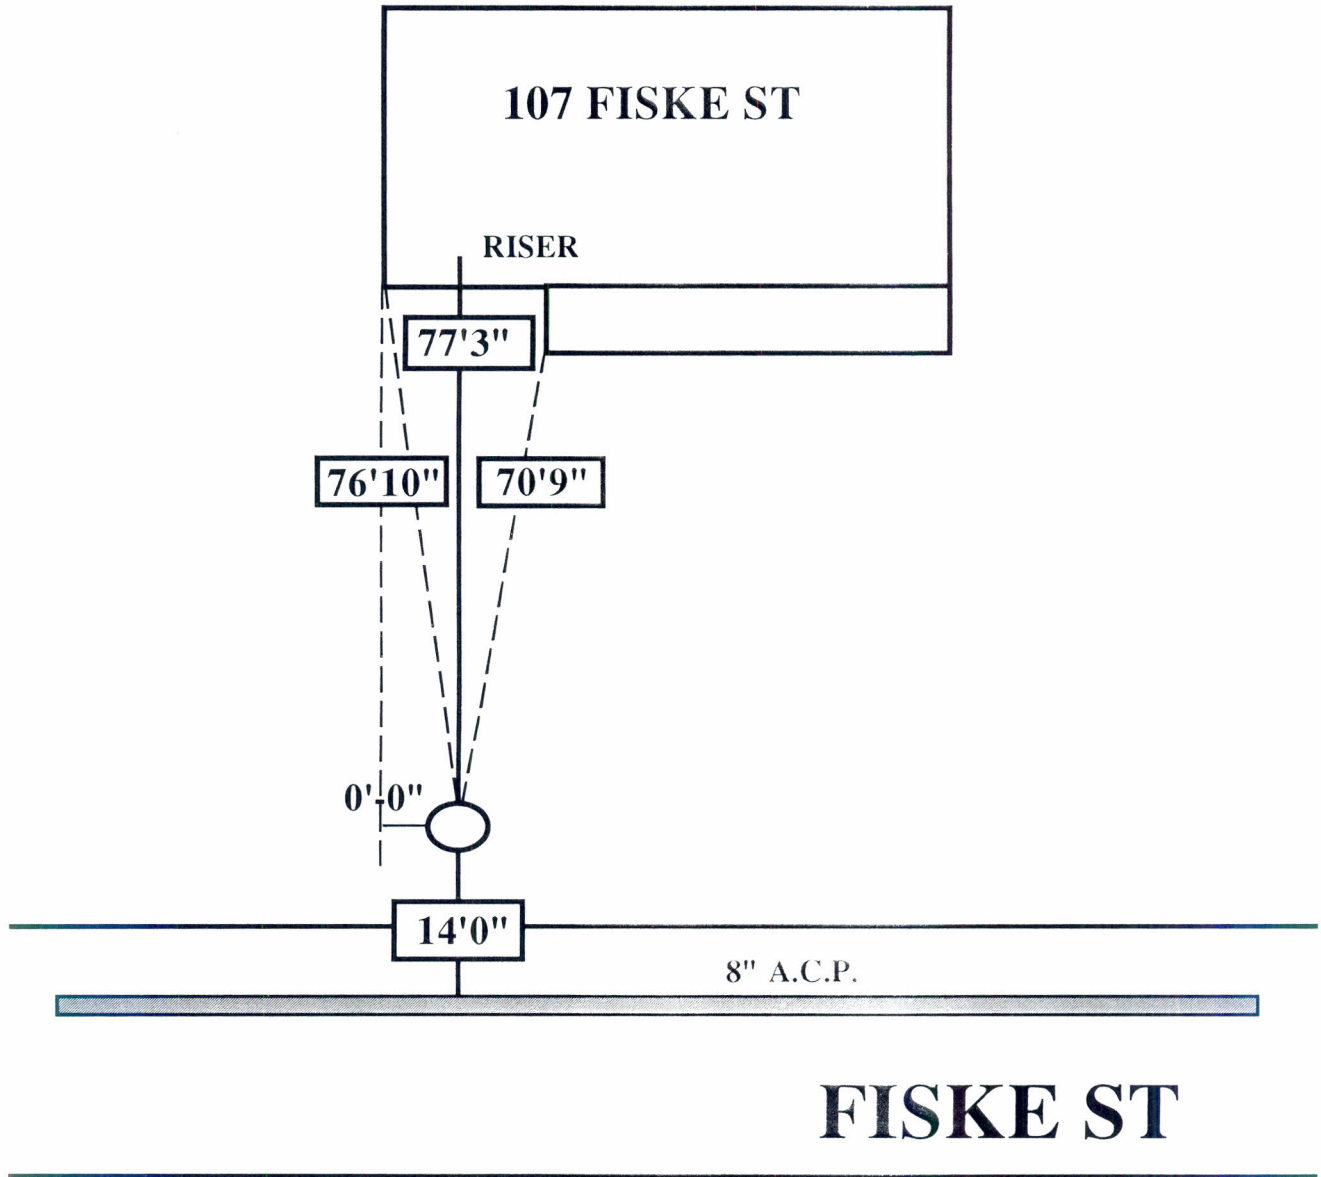 107 FISKE ST
RISER
77'3"
76'10"
70'9"
0'-0"
14'0"
8" A.C.P.
FISKE ST